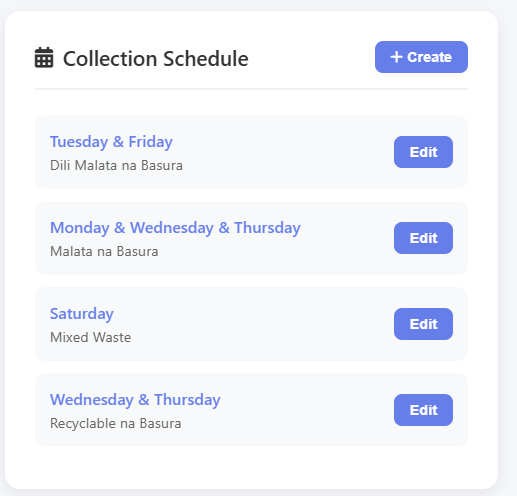 Collection Schedule
+ Create
Tuesday & Friday
Dili Malata na Basura
Edit
Monday & Wednesday & Thursday
Malata na Basura
Edit
Saturday
Mixed Waste
Edit
Wednesday & Thursday
Recyclable na Basura
Edit